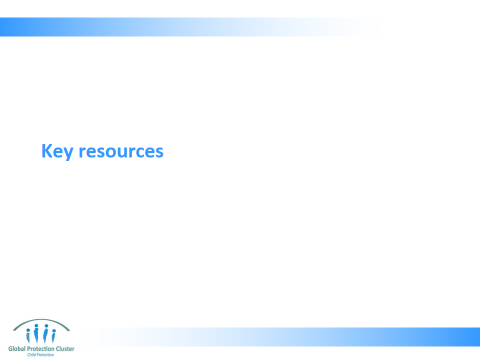 Key resources
Global Protection Cluster
Child Protection